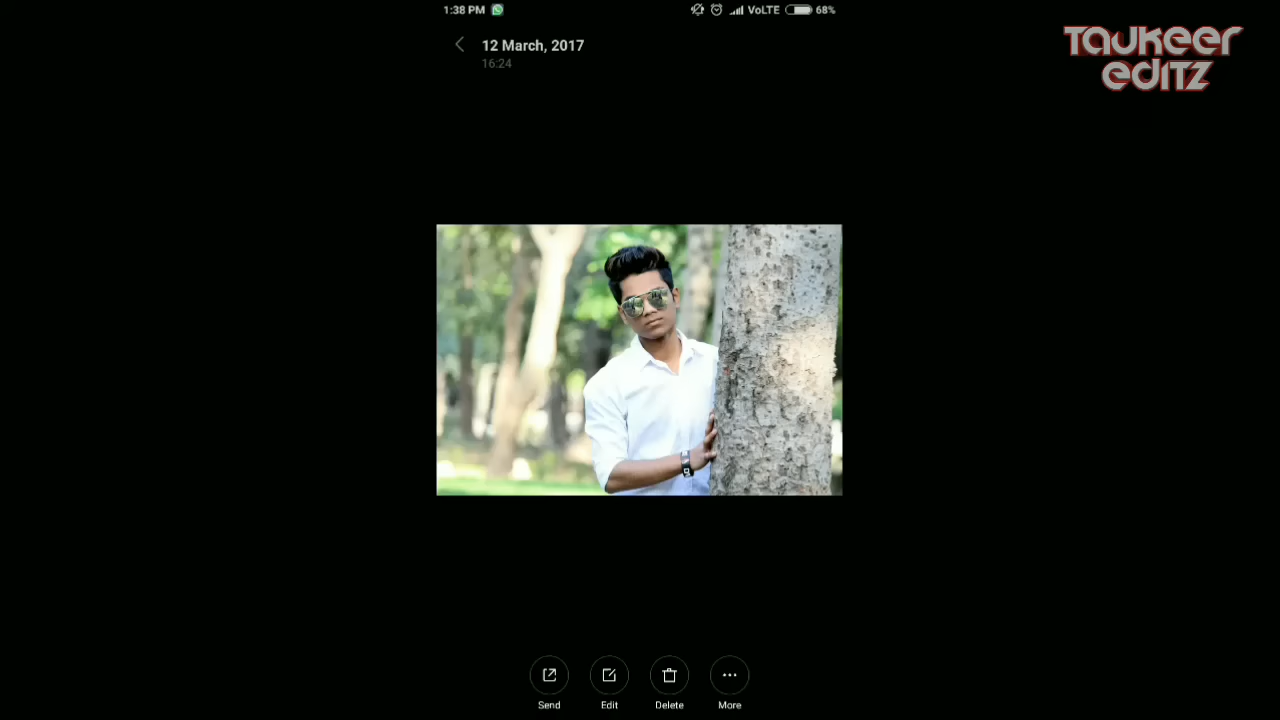 1:38 PM VoLTE 68%
12 March, 2017
16:24
TAUKEER
EDITZ
Send Edit Delete More